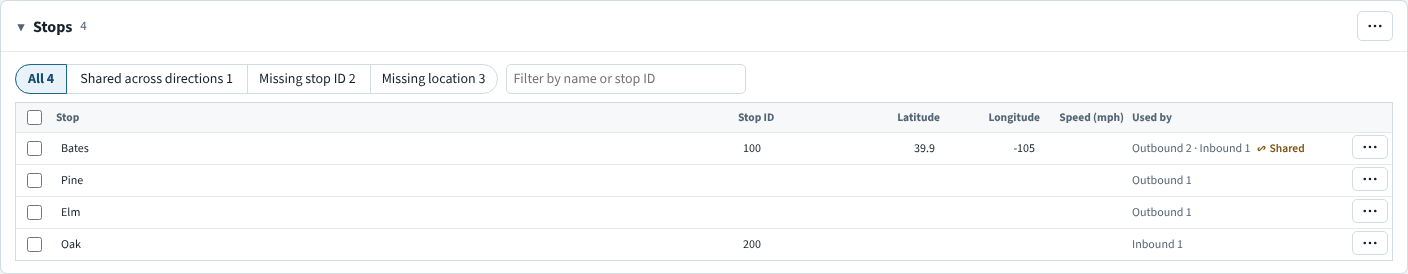 ▼ Stops 4 ...
All 4 Shared across directions 1 Missing stop ID 2 Missing location 3 Filter by name or stop ID
Stop Stop ID Latitude Longitude Speed (mph) Used by
Bates 100 39.9 -105 Outbound 2 · Inbound 1 Shared ...
Pine Outbound 1 ...
Elm Outbound 1 ...
Oak 200 Inbound 1 ...